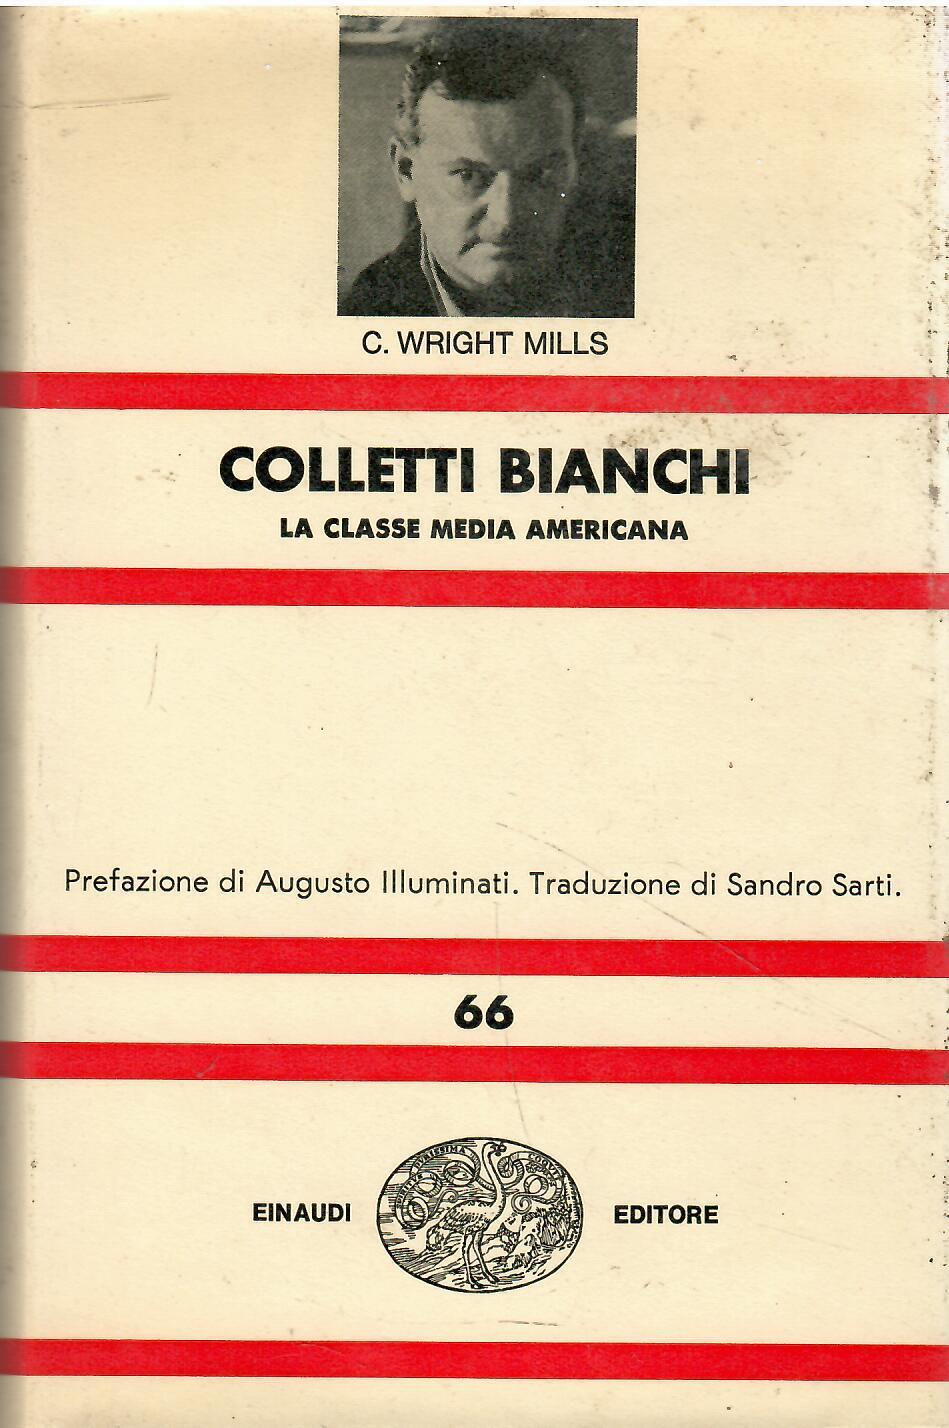 C. WRIGHT MILLS
COLLETTI BIANCHI
LA CLASSE MEDIA AMERICANA
Prefazione di Augusto Illuminati. Traduzione di Sandro Sarti.
66
EINAUDI EDITORE